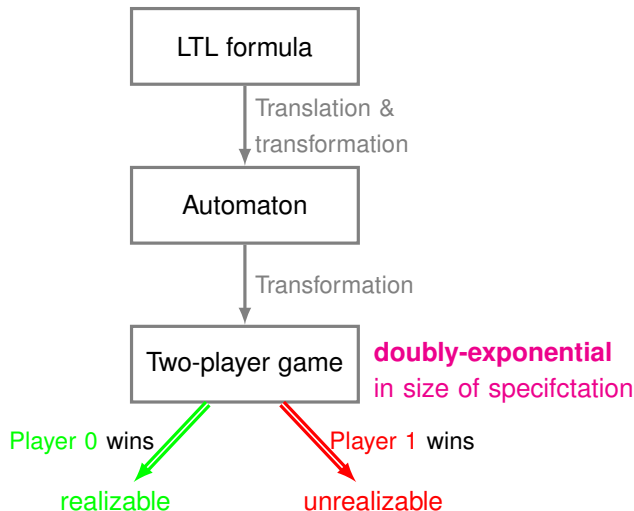 LTL formula
Translation &
transformation
Automaton
Transformation
Two-player game
doubly-exponential
in size of specifctation
Player 0 wins
Player 1 wins
realizable
unrealizable